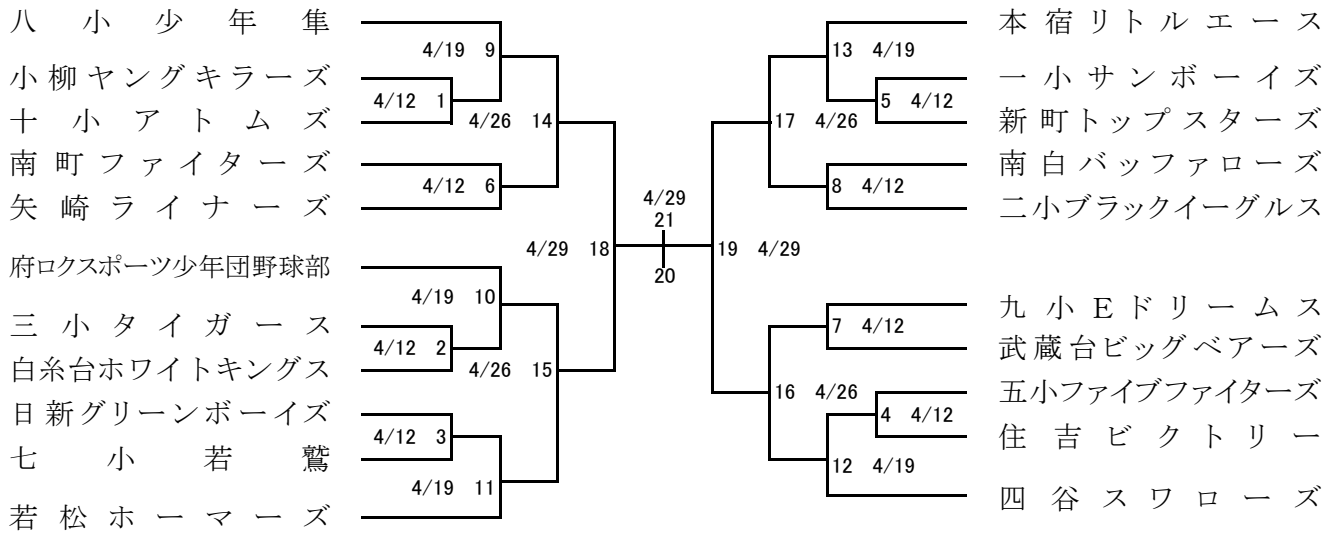 八小少年隼
4/19 9
小柳ヤングキラーズ
4/12 1
十小アトムズ
4/26 14
南町ファイターズ
4/12 6
矢崎ライナーズ
4/29 18
府ロクスポーツ少年団野球部
4/19 10
三小タイガース
4/12 2
白糸台ホワイトキングス
4/26 15
日新グリーンボーイズ
4/12 3
七小若鷲
4/19 11
若松ホーマーズ
4/29
21
20
本宿リトルエース
13 4/19
一小サンボーイズ
5 4/12
新町トップスターズ
17 4/26
南白バッファローズ
8 4/12
二小ブラックイーグルス
19 4/29
九小Eドリームス
7 4/12
武蔵台ビッグベアーズ
16 4/26
五小ファイブファイターズ
4 4/12
住吉ビクトリー
12 4/19
四谷スワローズ